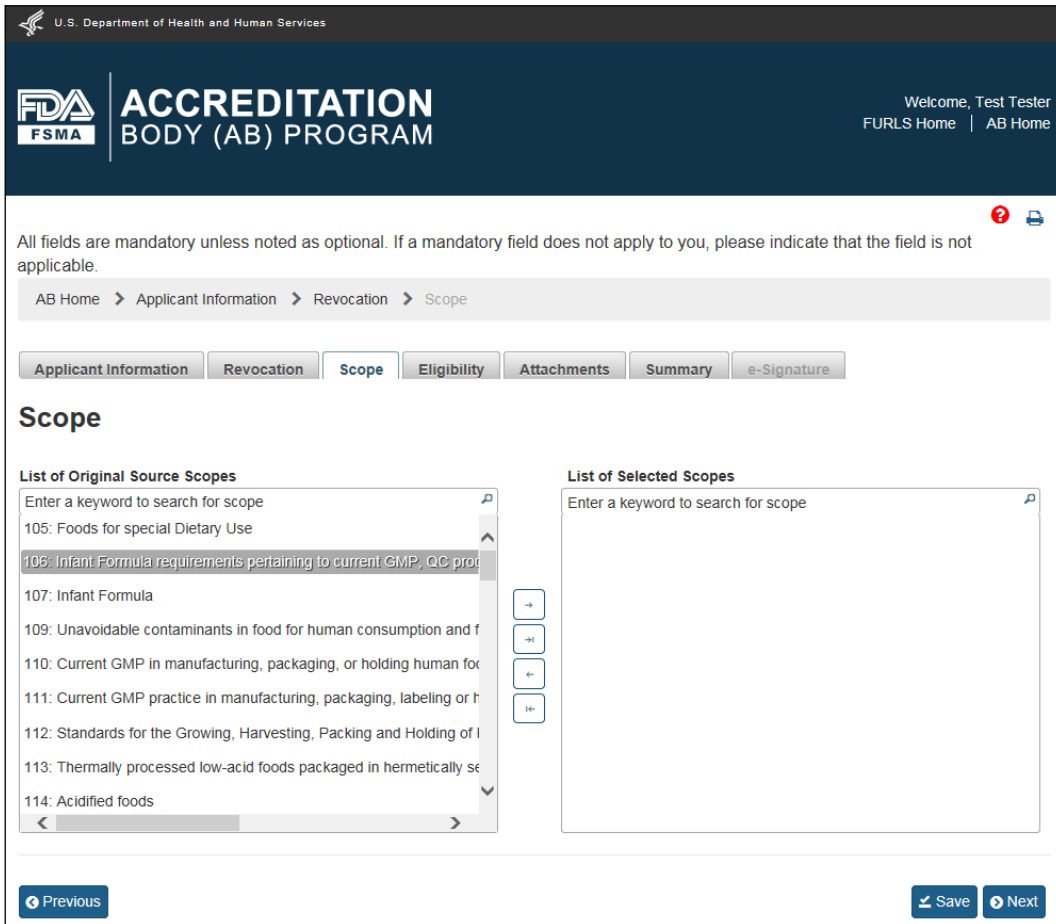 U.S. Department of Health and Human Services
FDA
FSMA
ACCREDITATION
BODY (AB) PROGRAM
Welcome, Test Tester
FURLS Home | AB Home
All fields are mandatory unless noted as optional. If a mandatory field does not apply to you, please indicate that the field is not
applicable.
AB Home > Applicant Information > Revocation > Scope
Applicant Information Revocation Scope Eligibility Attachments Summary e-Signature
Scope
List of Original Source Scopes
Enter a keyword to search for scope
105: Foods for special Dietary Use
106: Infant Formula requirements pertaining to current GMP, QC
107: Infant Formula
109: Unavoidable contaminants in food for human consumption and f
110: Current GMP in manufacturing, packaging, or holding human
111: Current GMP practice in manufacturing, packaging, labeling or h
112: Standards for the Growing, Harvesting, Packing and Holding of
113: Thermally processed low-acid foods packaged in hermetically se
114: Acidified foods
List of Selected Scopes
Enter a keyword to search for scope
Previous
Save
Next